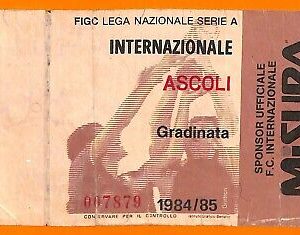 FIGC LEGA NAZIONALE SERIE A
INTERNAZIONALE
ASCOLI
Gradinata
007879
1984/85
CONSERVARE PER IL CONTROLLO
SPONSOR UFFICIALE
F.C. INTERNAZIONALE
MISURA